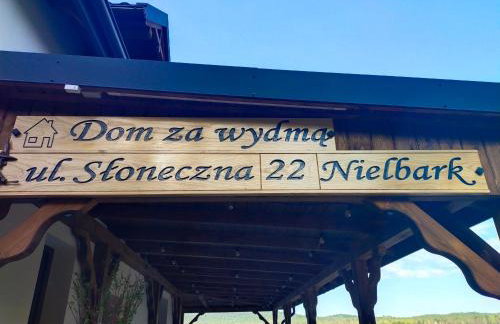 Dom za wydmą
ul. Słoneczna 22 Nielbark